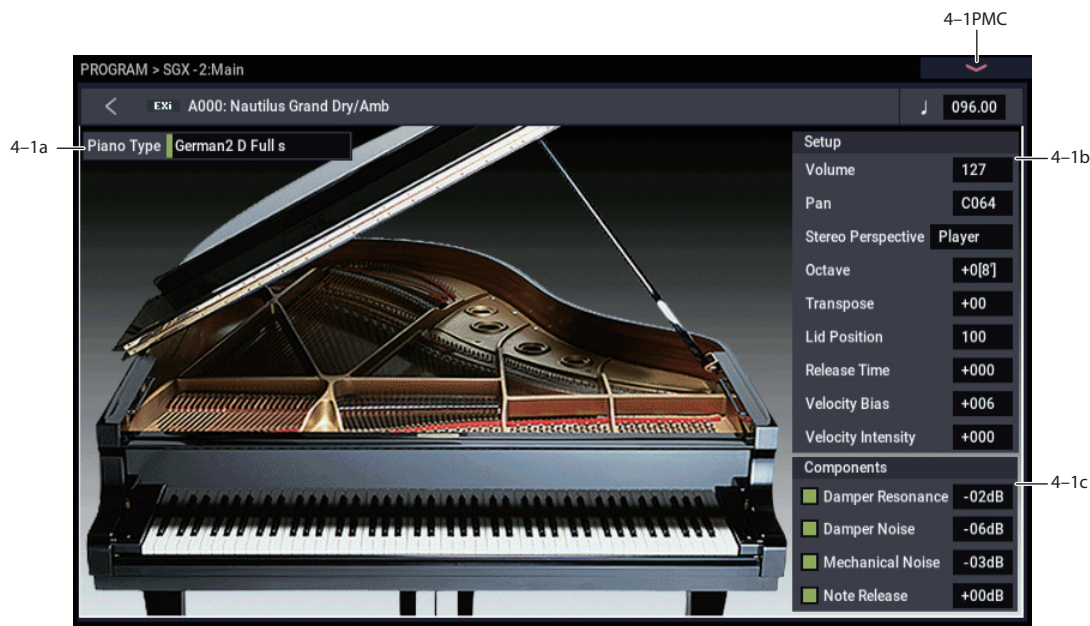 4–1PMC
PROGRAM > SGX-2:Main
EXi A000: Nautilus Grand Dry/Amb ♩ 096.00
4–1a
Piano Type German2 D Full s
Setup
4–1b
Volume 127
Pan C064
Stereo Perspective Player
Octave +0[8']
Transpose +00
Lid Position 100
Release Time +000
Velocity Bias +006
Velocity Intensity +000
Components
4–1c
Damper Resonance -02dB
Damper Noise -06dB
Mechanical Noise -03dB
Note Release +00dB